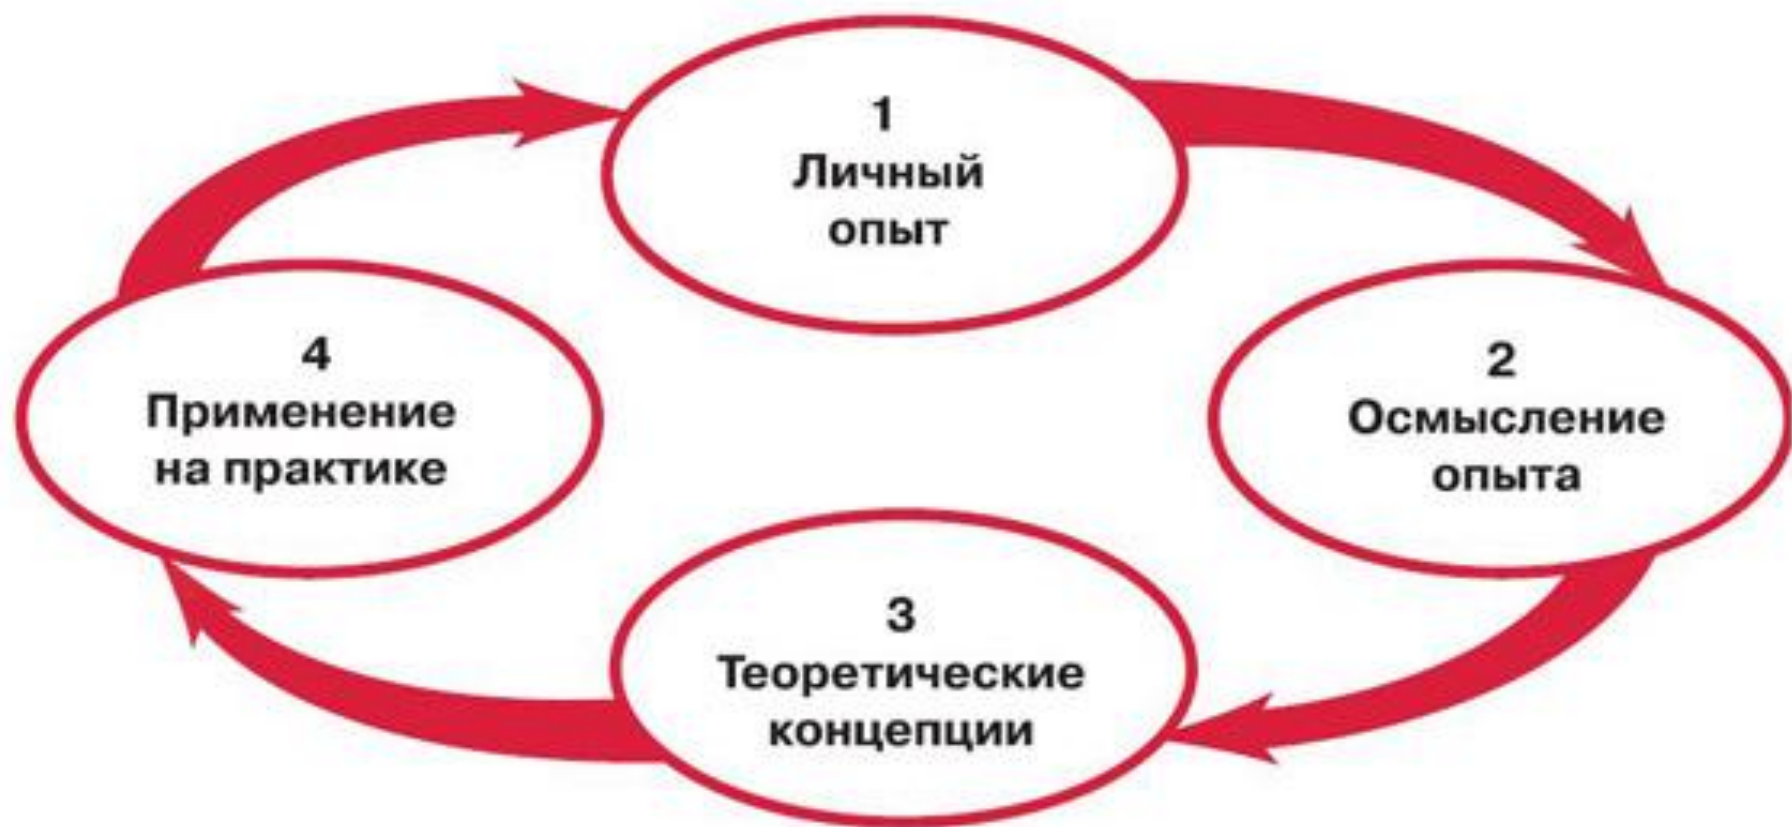 1
Личный
опыт
2
Осмысление
опыта
3
Теоретические
концепции
4
Применение
на практике